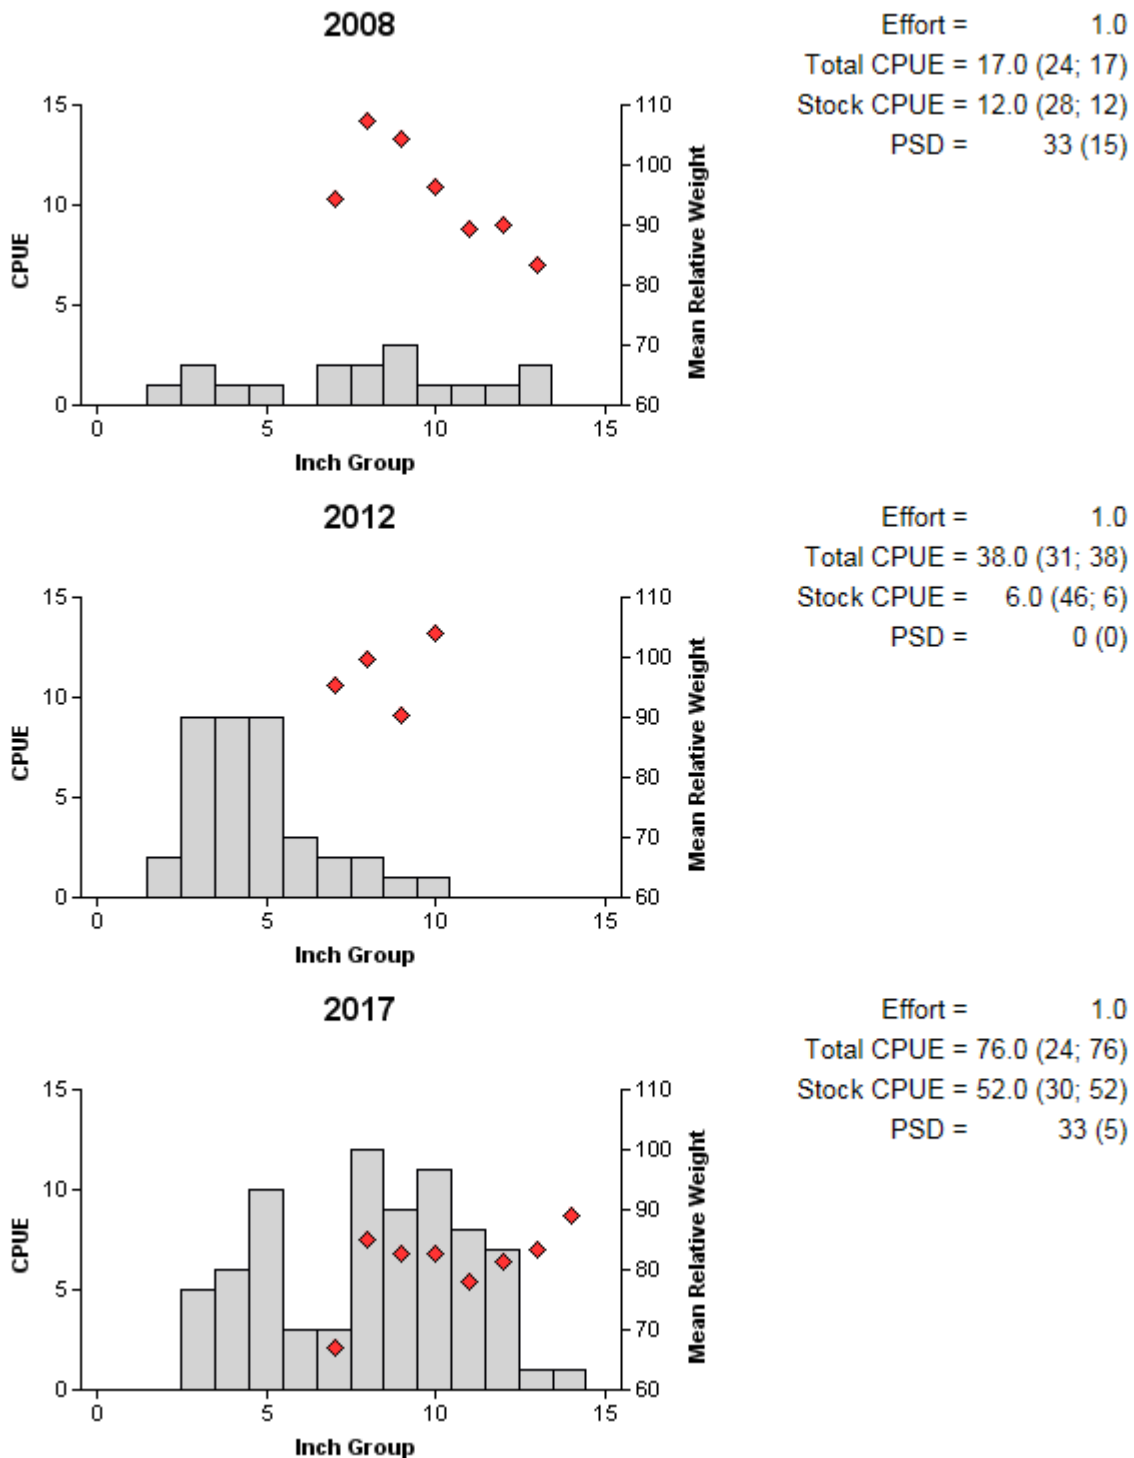 2008
Effort = 1.0
Total CPUE = 17.0 (24; 17)
Stock CPUE = 12.0 (28; 12)
PSD = 33 (15)
15
10
5
0
CPUE
110
100
90
80
70
60
Mean Relative Weight
0 5 10 15
Inch Group
2012
Effort = 1.0
Total CPUE = 38.0 (31; 38)
Stock CPUE = 6.0 (46; 6)
PSD = 0 (0)
15
10
5
0
CPUE
110
100
90
80
70
60
Mean Relative Weight
0 5 10 15
Inch Group
2017
Effort = 1.0
Total CPUE = 76.0 (24; 76)
Stock CPUE = 52.0 (30; 52)
PSD = 33 (5)
15
10
5
0
CPUE
110
100
90
80
70
60
Mean Relative Weight
0 5 10 15
Inch Group